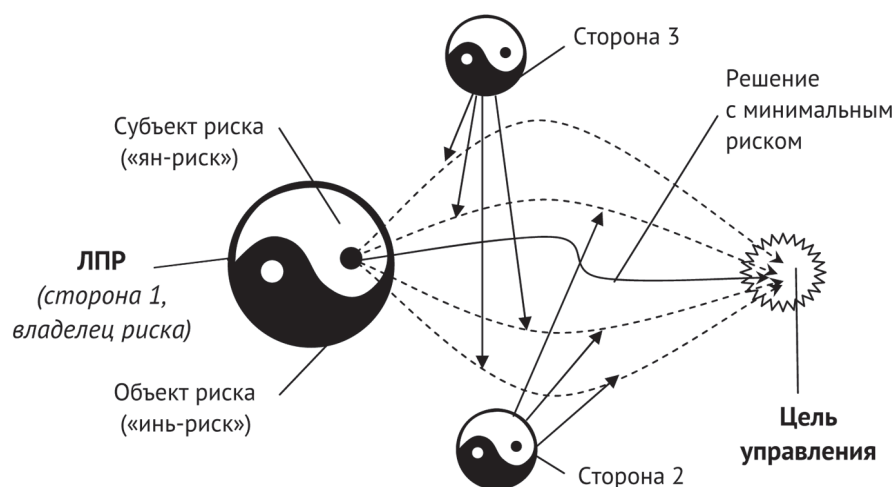 Сторона 3
Решение
с минимальным
риском
Субъект риска
(«ян-риск»)
ЛПР
(сторона 1,
владелец риска)
Объект риска
(«инь-риск»)
Цель
управления
Сторона 2